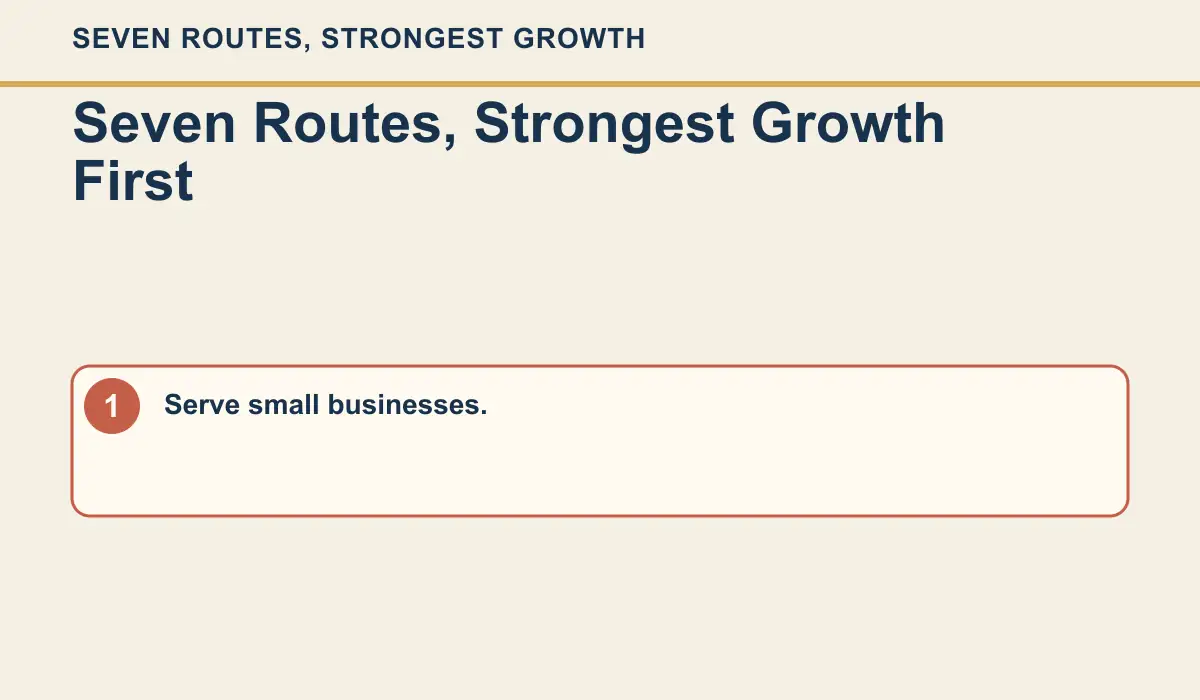 SEVEN ROUTES, STRONGEST GROWTH
Seven Routes, Strongest Growth
First
1
Serve small businesses.